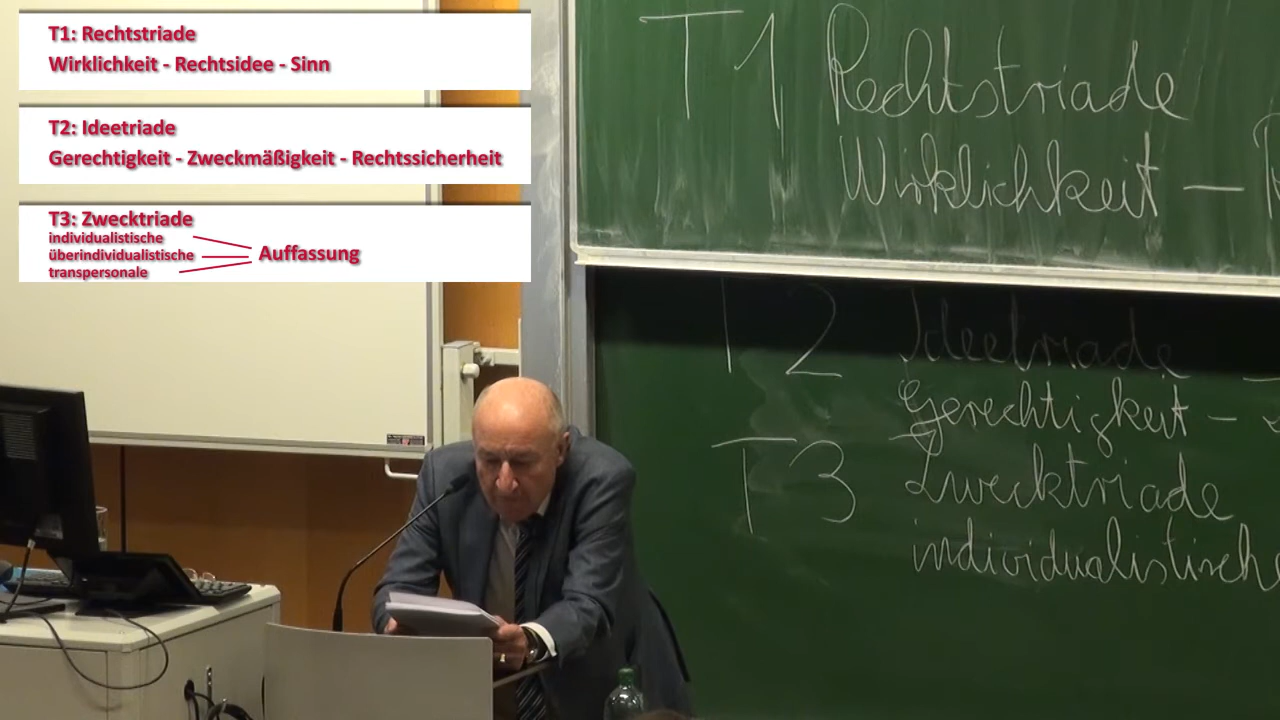 T1: Rechtstriade
Wirklichkeit - Rechtsidee - Sinn
T2: Ideetriade
Gerechtigkeit - Zweckmäßigkeit - Rechtssicherheit
T3: Zwecktriade
individualistische
überindividualistische
transpersonale
Auffassung
T1 Rechtstriade
Wirklichkeit – R
T2 Ideetriade –
Gerechtigkeit – Z
T3 Zwecktriade
individualistische